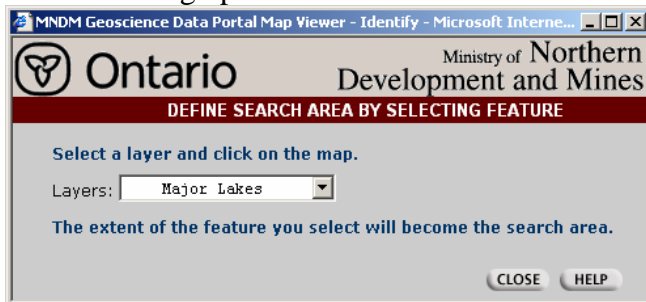 MNDM Geoscience Data Portal Map Viewer - Identify - Microsoft Interne...
Ontario
Ministry of Northern
Development and Mines
DEFINE SEARCH AREA BY SELECTING FEATURE
Select a layer and click on the map.
Layers: Major Lakes
The extent of the feature you select will become the search area.
CLOSE HELP